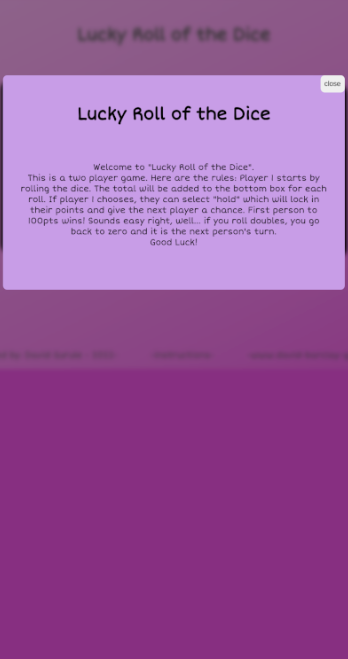 Lucky Roll of the Dice
close
Lucky Roll of the Dice
Welcome to "Lucky Roll of the Dice".
This is a two player game. Here are the rules: Player 1 starts by
rolling the dice. The total will be added to the bottom box for each
roll. If player 1 chooses, they can select "hold" which will lock in
their points and give the next player a chance. First person to
100pts wins! Sounds easy right, well... if you roll doubles, you go
back to zero and it is the next person's turn.
Good Luck!